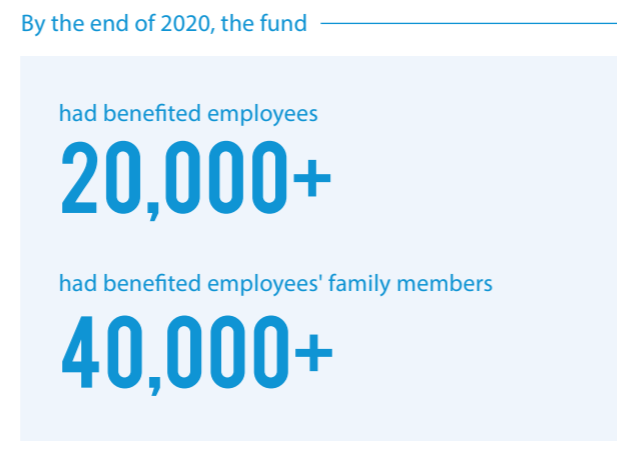 By the end of 2020, the fund
had benefited employees
20,000+
had benefited employees' family members
40,000+